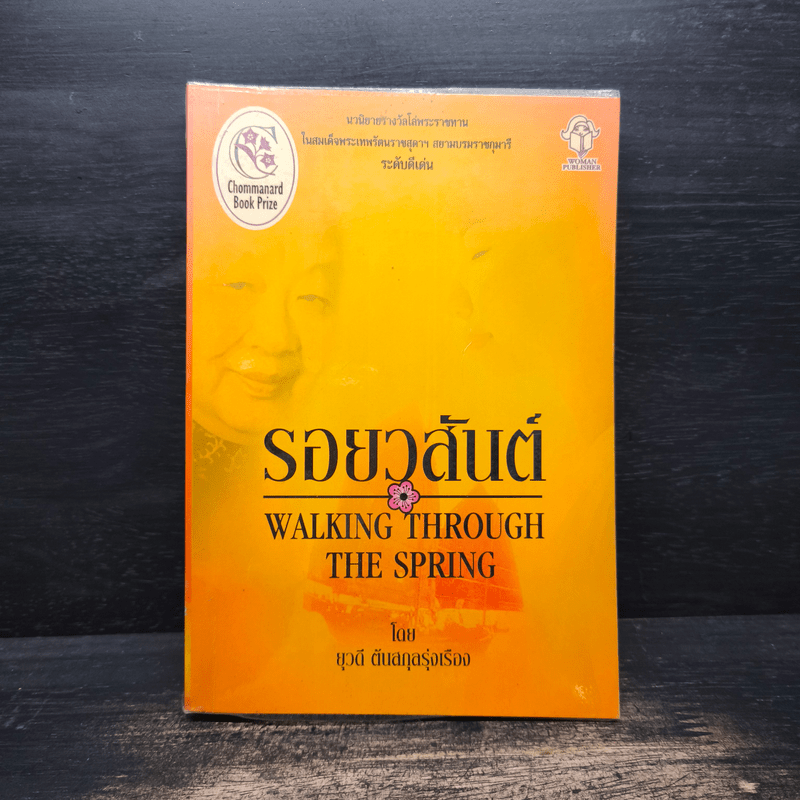 นวนิยายรางวัลโล่พระราชทาน
ในสมเด็จพระเทพรัตนราชสุดาฯ สยามบรมราชกุมารี
ระดับดีเด่น
Chommanard
Book Prize
WOMAN
PUBLISHER
รอยวสันต์
WALKING THROUGH
THE SPRING
โดย
ยุวดี ตันสกุลรุ่งเรือง